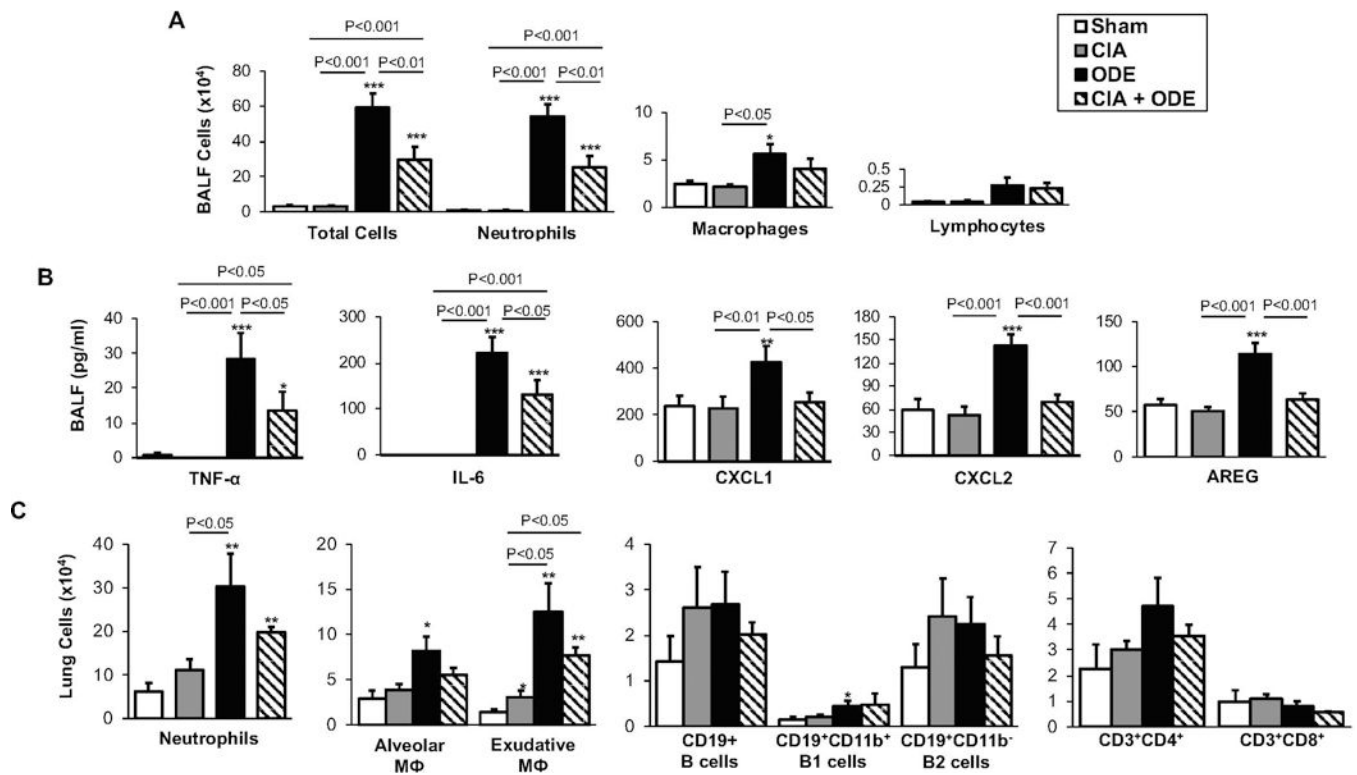 A
P<0.001
P<0.001
P<0.001 P<0.01
P<0.001 P<0.01
BALF Cells (x10⁴)
80
60
40
20
0
***
***
***
***
Total Cells
Neutrophils
10
5
0
P<0.05
*
Macrophages
0.5
0.25
0
Lymphocytes
Sham
CIA
ODE
CIA + ODE
B
P<0.05
P<0.001 P<0.05
BALF (pg/ml)
40
30
20
10
0
***
*
TNF-α
P<0.001
P<0.001 P<0.05
300
200
100
0
***
***
IL-6
P<0.01 P<0.05
600
400
200
0
**
CXCL1
P<0.001 P<0.001
180
150
120
90
60
30
0
***
CXCL2
P<0.001 P<0.001
150
100
50
0
***
AREG
C
P<0.05
Lung Cells (x10⁴)
40
30
20
10
0
**
**
Neutrophils
P<0.05
P<0.05
20
15
10
5
0
*
*
**
**
Alveolar
MΦ
Exudative
MΦ
4
3
2
1
0
*
CD19+
B cells
CD19⁺CD11b⁺
B1 cells
CD19⁺CD11b⁻
B2 cells
7
6
5
4
3
2
1
0
CD3⁺CD4⁺
CD3⁺CD8⁺